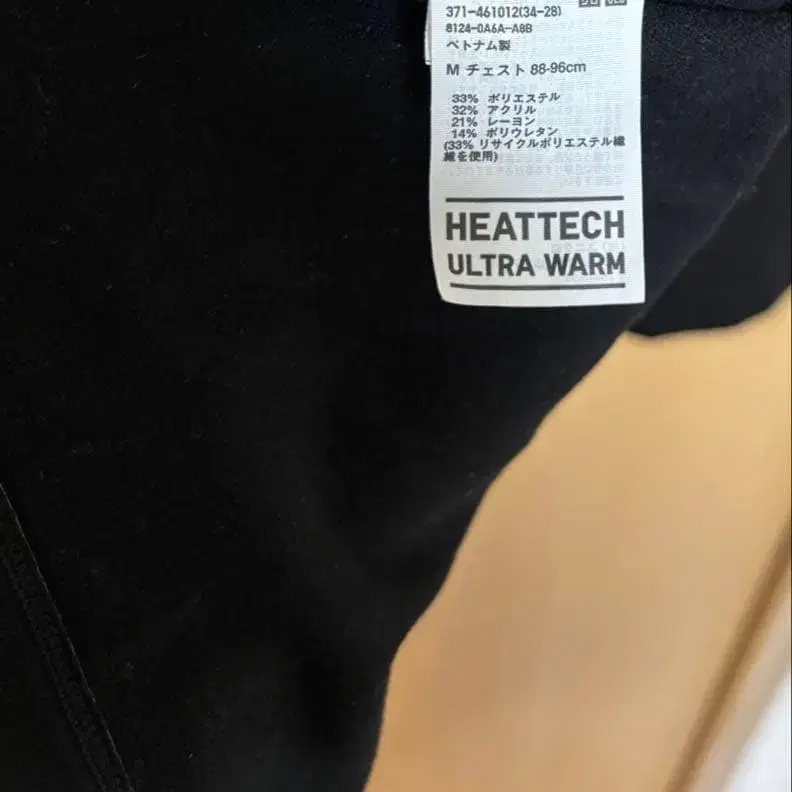 371-461012(34-28)
8124-0A6A-A8B
ベトナム製
M チェスト 88-96cm
33% ポリエステル
32% アクリル
21% レーヨン
14% ポリウレタン
(33% リサイクルポリエステル繊
維を使用)
HEATTECH
ULTRA WARM